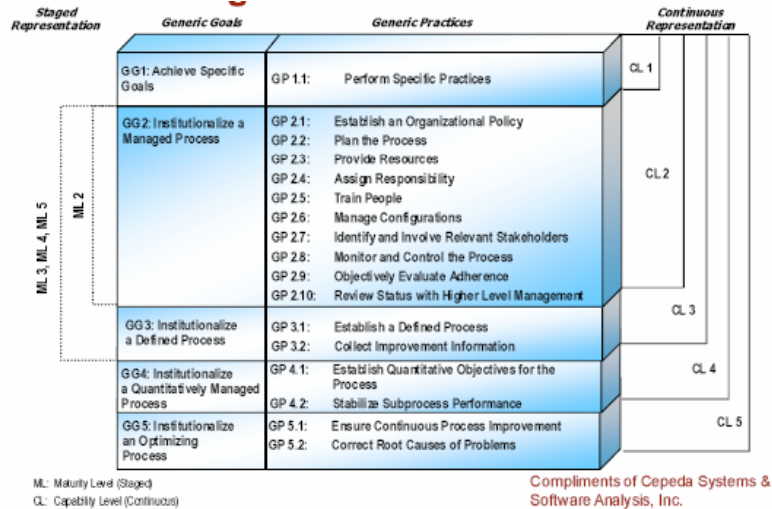 Staged
Representation
Generic Goals
Generic Practices
Continuous
Representation
GG1: Achieve Specific
Goals
GP 1.1: Perform Specific Practices
CL 1
GG2: Institutionalize a
Managed Process
GP 2.1: Establish an Organizational Policy
GP 2.2: Plan the Process
GP 2.3: Provide Resources
GP 2.4: Assign Responsibility
GP 2.5: Train People
GP 2.6: Manage Configurations
GP 2.7: Identify and Involve Relevant Stakeholders
GP 2.8: Monitor and Control the Process
GP 2.9: Objectively Evaluate Adherence
GP 2.10: Review Status with Higher Level Management
CL 2
ML 2
ML 3, ML 4, ML 5
GG3: Institutionalize
a Defined Process
GP 3.1: Establish a Defined Process
GP 3.2: Collect Improvement Information
CL 3
GG4: Institutionalize
a Quantitatively Managed
Process
GP 4.1: Establish Quantitative Objectives for the
Process
GP 4.2: Stabilize Subprocess Performance
CL 4
GG5: Institutionalize
an Optimizing
Process
GP 5.1: Ensure Continuous Process Improvement
GP 5.2: Correct Root Causes of Problems
CL 5
ML: Maturity Level (Staged)
CL: Capability Level (Continuous)
Compliments of Cepeda Systems &
Software Analysis, Inc.